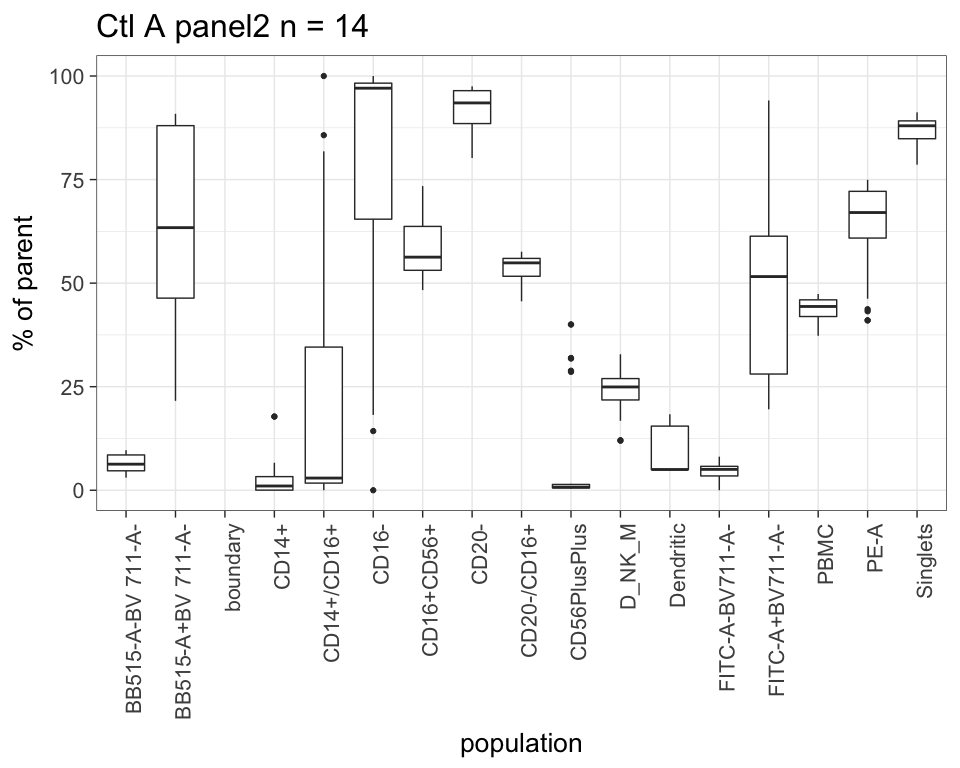 Ctl A panel2 n = 14
100
75
50
25
0
% of parent
BB515-A-BV 711-A-
BB515-A+BV 711-A-
boundary
CD14+
CD14+/CD16+
CD16-
CD16+CD56+
CD20-
CD20-/CD16+
CD56PlusPlus
D_NK_M
Dendritic
FITC-A-BV711-A-
FITC-A+BV711-A-
PBMC
PE-A
Singlets
population